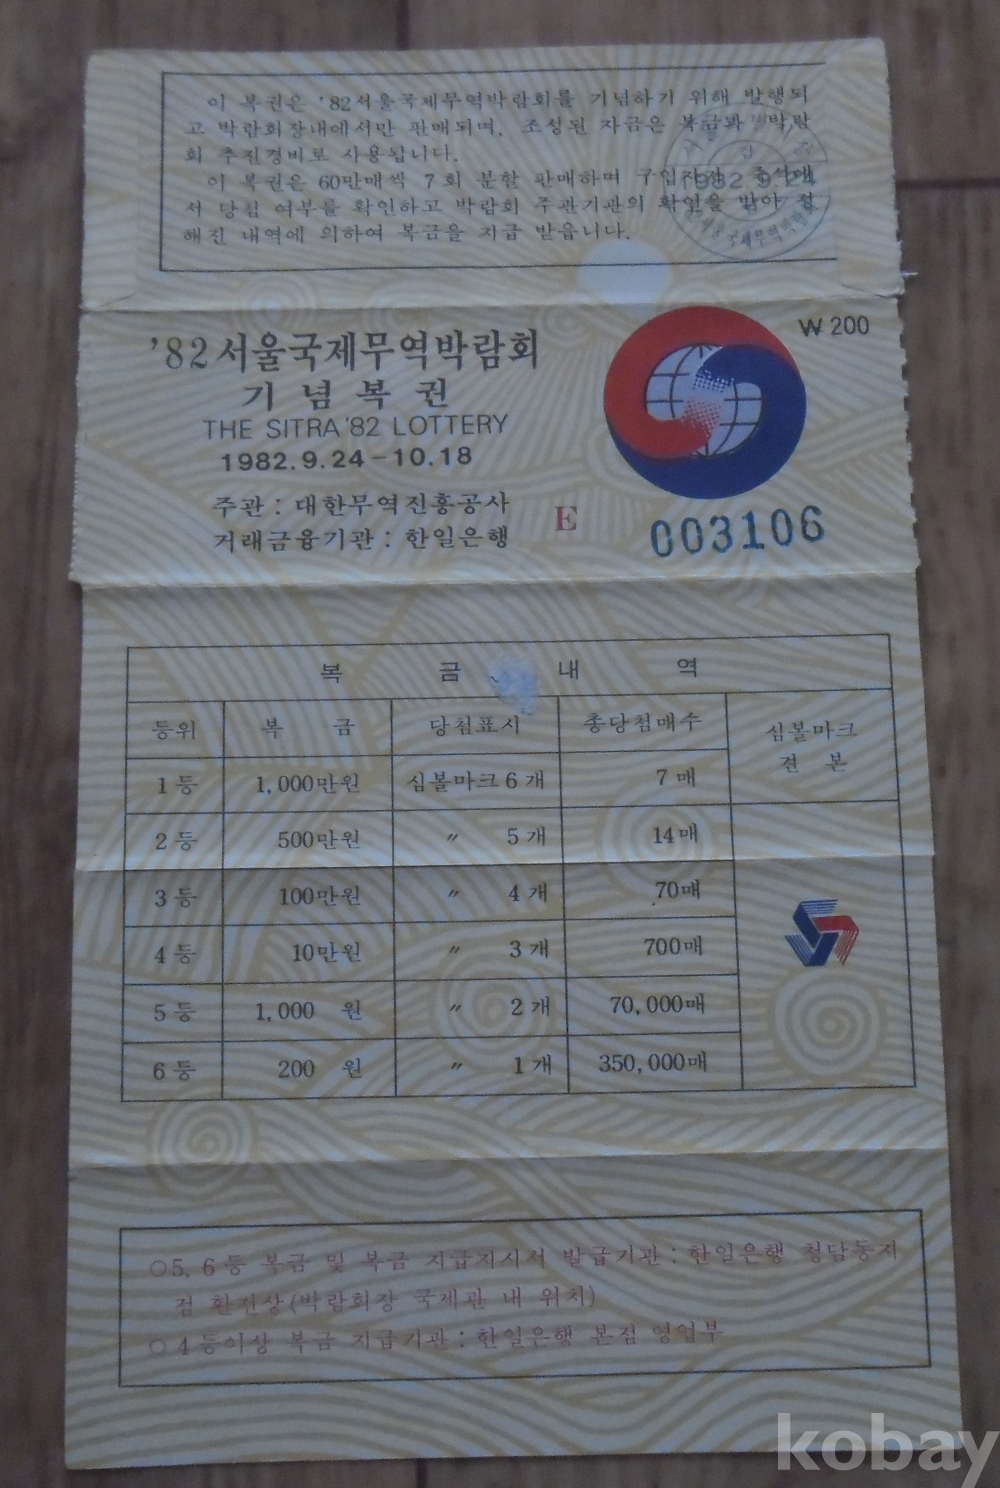 이 복권은 '82서울국제무역박람회를 기념하기 위해 발행되
고 박람회장내에서만 판매되며, 조성된 자금은 복금과 박람
회 추진경비로 사용됩니다.
이 복권은 60만매씩 7회 분할 판매하며 구입자는 즉석에
서 당첨 여부를 확인하고 박람회 주관기관의 확인을 받아 정
해진 내역에 의하여 복금을 지급 받읍니다.
1982.9.24
서울국제무역박람회
₩200
'82서울국제무역박람회
기념복권
THE SITRA '82 LOTTERY
1982.9.24-10.18
주관 : 대한무역진흥공사
거래금융기관 : 한일은행
E 003106
복 금 내 역
등위 복 금 당첨표시 총당첨매수 심볼마크
견 본
1등 1,000만원 심볼마크 6개 7매
2등 500만원 〃 5개 14매
3등 100만원 〃 4개 70매
4등 10만원 〃 3개 700매
5등 1,000 원 〃 2개 70,000매
6등 200 원 〃 1개 350,000매
○5, 6등 복금 및 복금 지급지시서 발급기관 : 한일은행 청담동지
점 환전상(박람회장 국제관 내 위치)
○4등이상 복금 지급기관 : 한일은행 본점 영업부
kobay